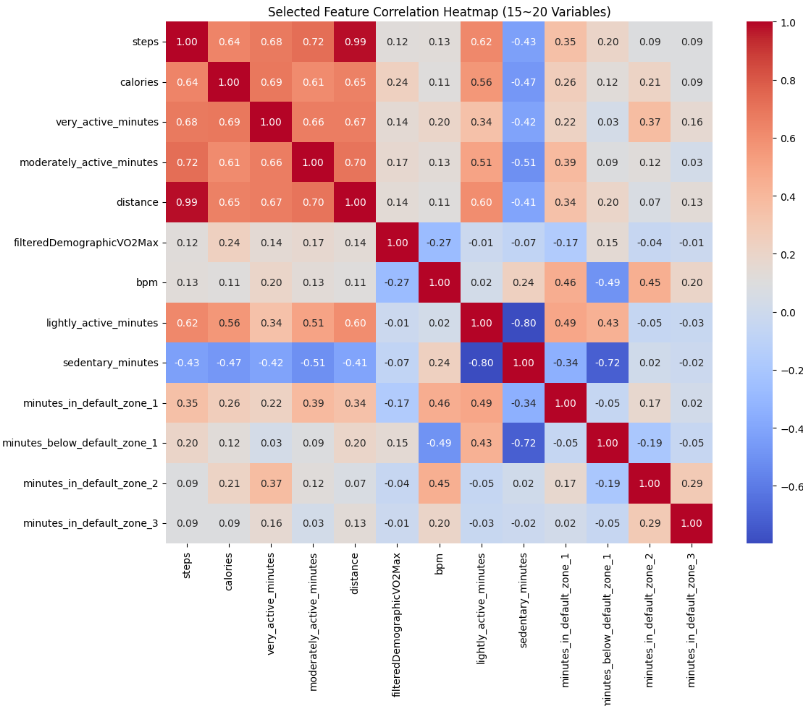 Selected Feature Correlation Heatmap (15~20 Variables)
steps 1.00 0.64 0.68 0.72 0.99 0.12 0.13 0.62 -0.43 0.35 0.20 0.09 0.09
calories 0.64 1.00 0.69 0.61 0.65 0.24 0.11 0.56 -0.47 0.26 0.12 0.21 0.09
very_active_minutes 0.68 0.69 1.00 0.66 0.67 0.14 0.20 0.34 -0.42 0.22 0.03 0.37 0.16
moderately_active_minutes 0.72 0.61 0.66 1.00 0.70 0.17 0.13 0.51 -0.51 0.39 0.09 0.12 0.03
distance 0.99 0.65 0.67 0.70 1.00 0.14 0.11 0.60 -0.41 0.34 0.20 0.07 0.13
filteredDemographicVO2Max 0.12 0.24 0.14 0.17 0.14 1.00 -0.27 -0.01 -0.07 -0.17 0.15 -0.04 -0.01
bpm 0.13 0.11 0.20 0.13 0.11 -0.27 1.00 0.02 0.24 0.46 -0.49 0.45 0.20
lightly_active_minutes 0.62 0.56 0.34 0.51 0.60 -0.01 0.02 1.00 -0.80 0.49 0.43 -0.05 -0.03
sedentary_minutes -0.43 -0.47 -0.42 -0.51 -0.41 -0.07 0.24 -0.80 1.00 -0.34 -0.72 0.02 -0.02
minutes_in_default_zone_1 0.35 0.26 0.22 0.39 0.34 -0.17 0.46 0.49 -0.34 1.00 -0.05 0.17 0.02
minutes_below_default_zone_1 0.20 0.12 0.03 0.09 0.20 0.15 -0.49 0.43 -0.72 -0.05 1.00 -0.19 -0.05
minutes_in_default_zone_2 0.09 0.21 0.37 0.12 0.07 -0.04 0.45 -0.05 0.02 0.17 -0.19 1.00 0.29
minutes_in_default_zone_3 0.09 0.09 0.16 0.03 0.13 -0.01 0.20 -0.03 -0.02 0.02 -0.05 0.29 1.00
steps
calories
very_active_minutes
moderately_active_minutes
distance
filteredDemographicVO2Max
bpm
lightly_active_minutes
sedentary_minutes
minutes_in_default_zone_1
minutes_below_default_zone_1
minutes_in_default_zone_2
minutes_in_default_zone_3
1.0
0.8
0.6
0.4
0.2
0.0
−0.2
−0.4
−0.6